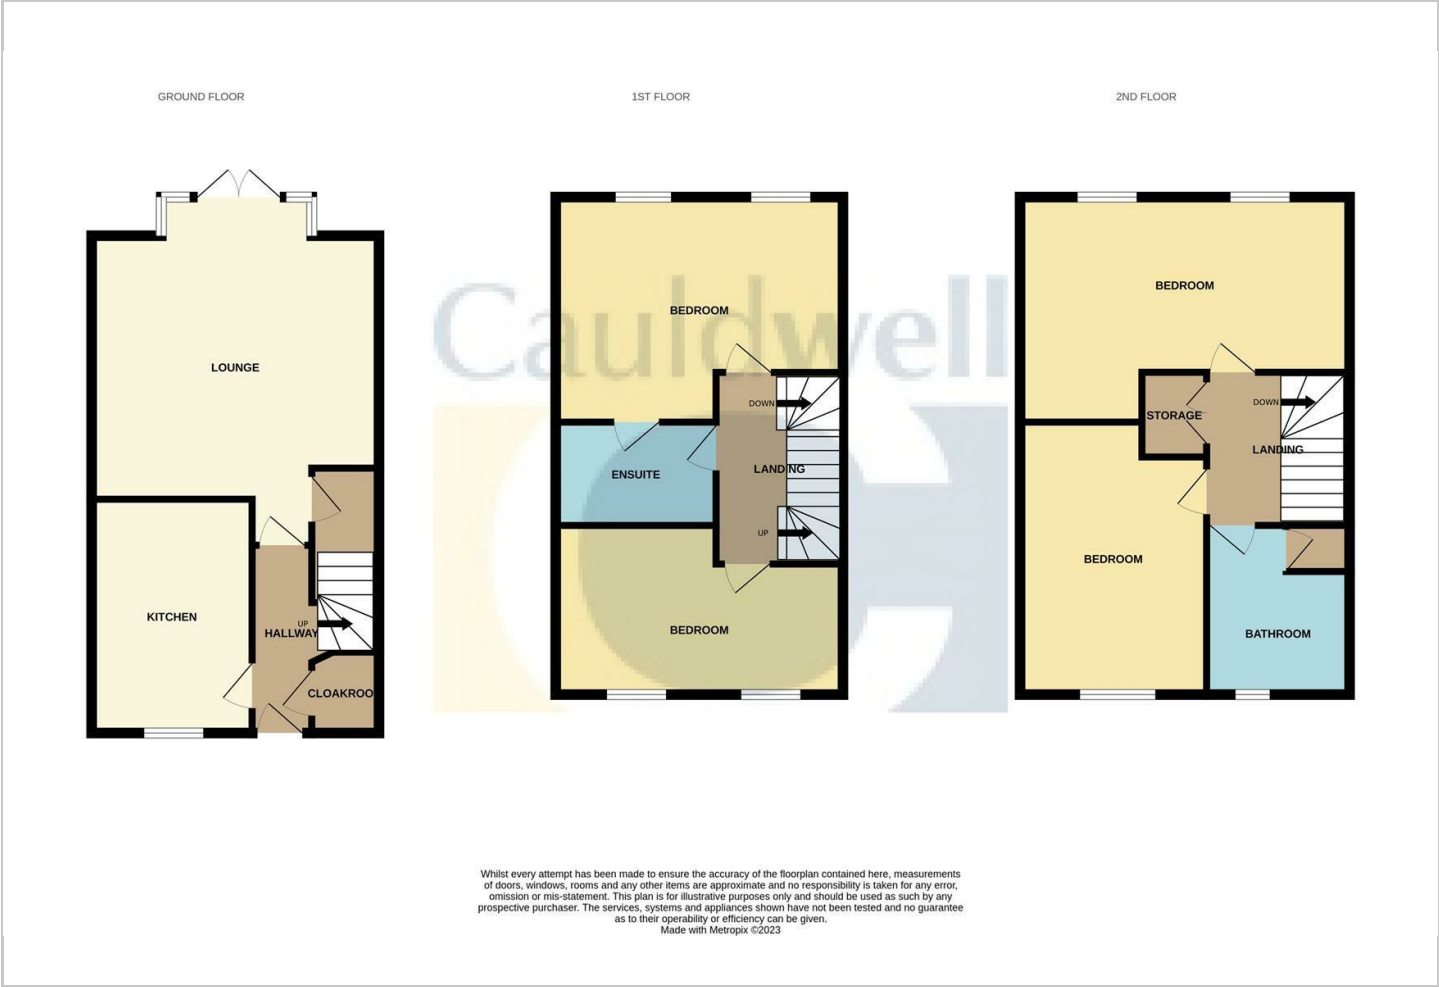 GROUND FLOOR
1ST FLOOR
2ND FLOOR
LOUNGE
KITCHEN
UP
HALLWAY
CLOAKROO
Cauldwell
BEDROOM
DOWN
ENSUITE
LANDING
UP
BEDROOM
BEDROOM
DOWN
STORAGE
LANDING
BEDROOM
BATHROOM
Whilst every attempt has been made to ensure the accuracy of the floorplan contained here, measurements
of doors, windows, rooms and any other items are approximate and no responsibility is taken for any error,
omission or mis-statement. This plan is for illustrative purposes only and should be used as such by any
prospective purchaser. The services, systems and appliances shown have not been tested and no guarantee
as to their operability or efficiency can be given.
Made with Metropix ©2023